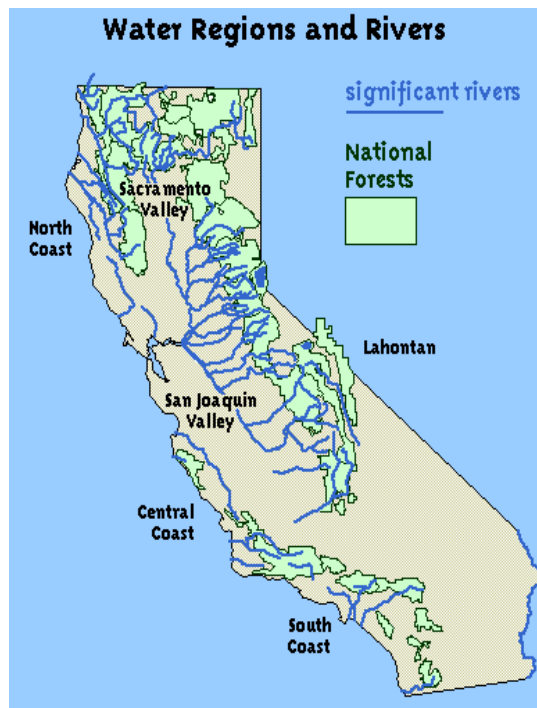 Water Regions and Rivers
significant rivers
National
Forests
Sacramento
Valley
North
Coast
Lahontan
San Joaquin
Valley
Central
Coast
South
Coast